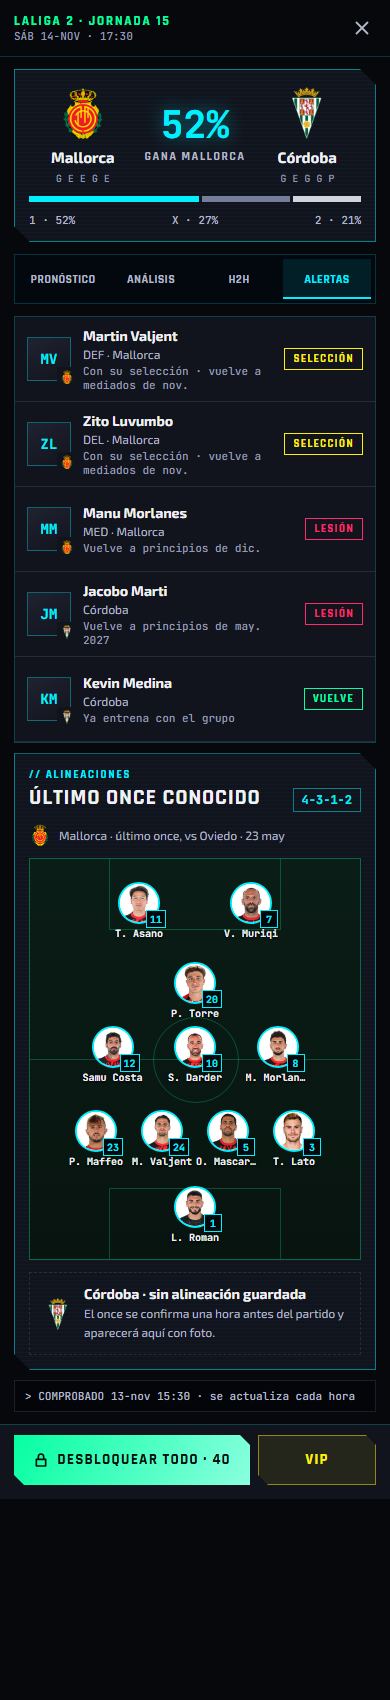 LALIGA 2 · JORNADA 15
SÁB 14-NOV · 17:30
52%
GANA MALLORCA
Mallorca
GEEGE
Córdoba
GEGGP
1 · 52%
X · 27%
2 · 21%
PRONÓSTICO
ANÁLISIS
H2H
ALERTAS
MV
Martin Valjent
DEF · Mallorca
Con su selección · vuelve a
mediados de nov.
SELECCIÓN
ZL
Zito Luvumbo
DEL · Mallorca
Con su selección · vuelve a
mediados de nov.
SELECCIÓN
MM
Manu Morlanes
MED · Mallorca
Vuelve a principios de dic.
LESIÓN
JM
Jacobo Marti
Córdoba
Vuelve a principios de may.
2027
LESIÓN
KM
Kevin Medina
Córdoba
Ya entrena con el grupo
VUELVE
// ALINEACIONES
ÚLTIMO ONCE CONOCIDO
4-3-1-2
Mallorca · último once, vs Oviedo · 23 may
11
T. Asano
7
V. Muriqi
20
P. Torre
12
Samu Costa
10
S. Darder
8
M. Morlan…
23
P. Maffeo
24
M. Valjent
5
O. Mascar…
3
T. Lato
1
L. Roman
Córdoba · sin alineación guardada
El once se confirma una hora antes del partido y
aparecerá aquí con foto.
> COMPROBADO 13-nov 15:30 · se actualiza cada hora
DESBLOQUEAR TODO · 40
VIP